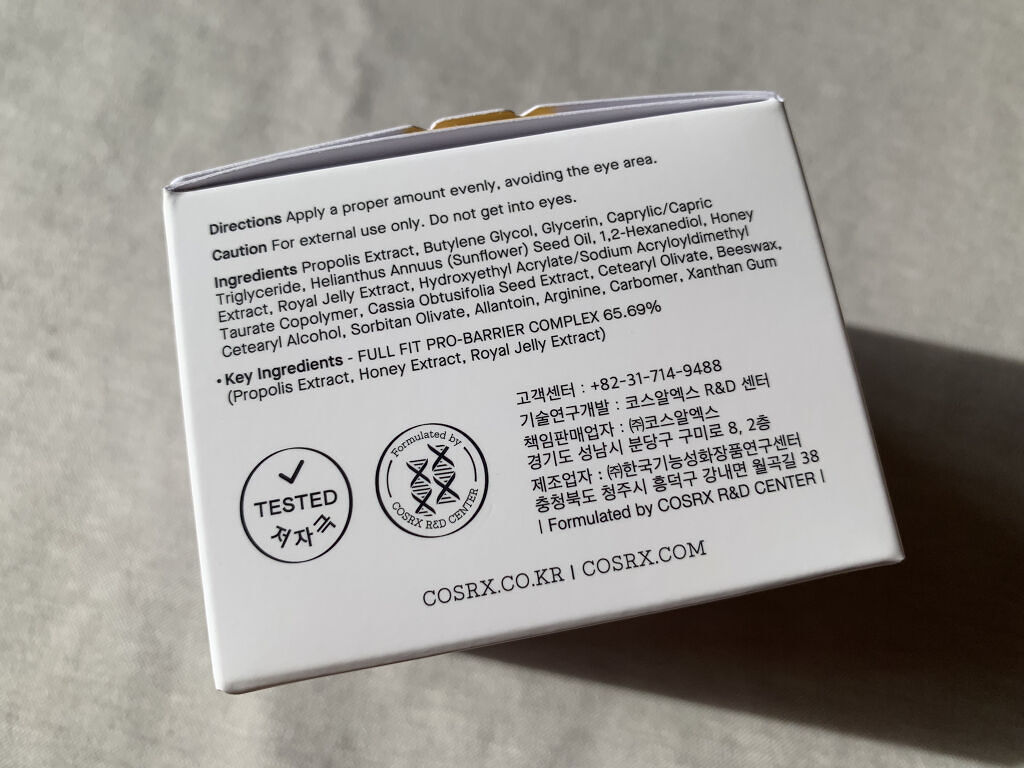 Directions Apply a proper amount evenly, avoiding the eye area.
Caution For external use only. Do not get into eyes.
Ingredients Propolis Extract, Butylene Glycol, Glycerin, Caprylic/Capric
Triglyceride, Helianthus Annuus (Sunflower) Seed Oil, 1,2-Hexanediol, Honey
Extract, Royal Jelly Extract, Hydroxyethyl Acrylate/Sodium Acryloyldimethyl
Taurate Copolymer, Cassia Obtusifolia Seed Extract, Cetearyl Olivate, Beeswax,
Cetearyl Alcohol, Sorbitan Olivate, Allantoin, Arginine, Carbomer, Xanthan Gum
• Key Ingredients - FULL FIT PRO-BARRIER COMPLEX 65.69%
(Propolis Extract, Honey Extract, Royal Jelly Extract)
TESTED
저자극
Formulated by
COSRX R&D CENTER
고객센터 : +82-31-714-9488
기술연구개발 : 코스알엑스 R&D 센터
책임판매업자 : ㈜코스알엑스
경기도 성남시 분당구 구미로 8, 2층
제조업자 : ㈜한국기능성화장품연구센터
충청북도 청주시 흥덕구 강내면 월곡길 38
| Formulated by COSRX R&D CENTER |
COSRX.CO.KR | COSRX.COM